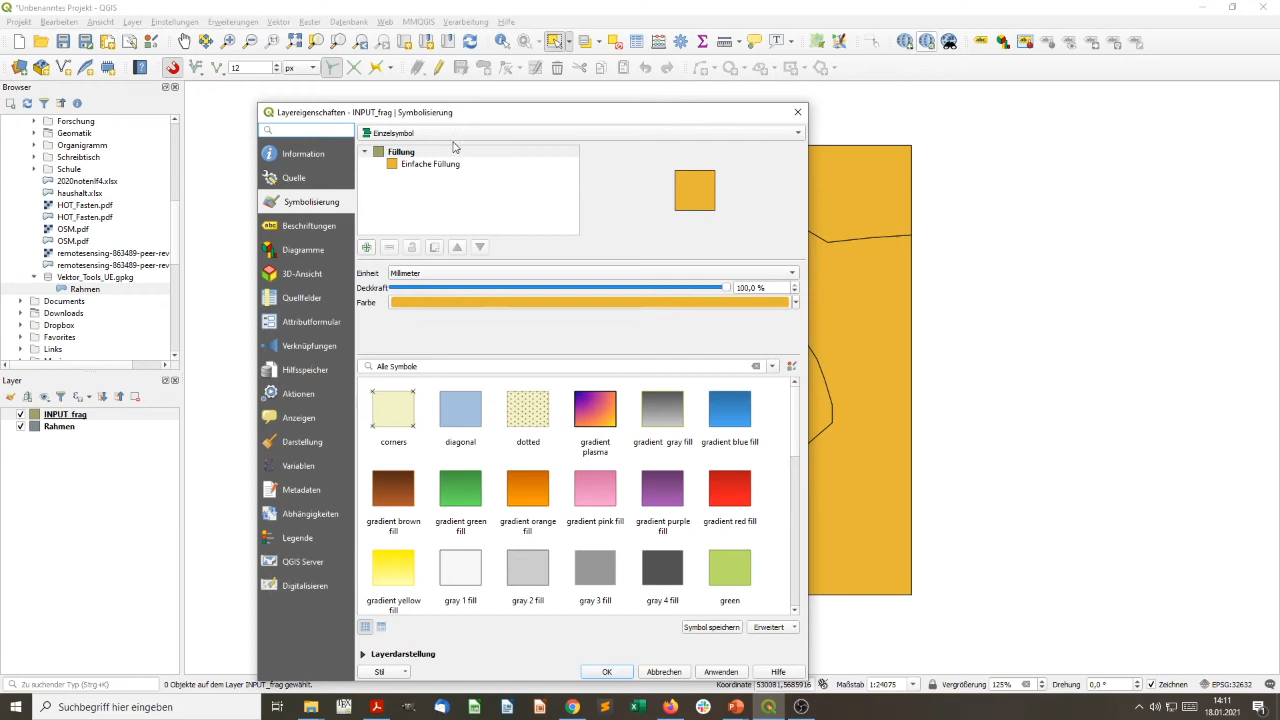 *Unbenanntes Projekt - QGIS
Projekt Bearbeiten Ansicht Layer Einstellungen Erweiterungen Vektor Raster Datenbank Web MMQGIS Verarbeitung Hilfe
12 px
Browser
Forschung
Geomatik
Organigramm
Schreibtisch
Schule
2020notenlf4.xlsx
haushalt.xlsx
HOT_Fasten.pdf
HOT_Fasten.pdf
OSM.pdf
OSM.pdf
remotesensing-863489-peer-rev
remotesensing-863489-peer-rev
Vektor_Tools_UE.gpkg
Rahmen
Documents
Downloads
Dropbox
Favorites
Links
Layer
INPUT_frag
Rahmen
Layereigenschaften - INPUT_frag | Symbolisierung
Information
Quelle
Symbolisierung
Beschriftungen
Diagramme
3D-Ansicht
Quellfelder
Attributformular
Verknüpfungen
Hilfsspeicher
Aktionen
Anzeigen
Darstellung
Variablen
Metadaten
Abhängigkeiten
Legende
QGIS Server
Digitalisieren
Einzelsymbol
Füllung
Einfache Füllung
Einheit Millimeter
Deckkraft 100,0 %
Farbe
Alle Symbole
corners diagonal dotted gradient plasma gradient gray fill gradient blue fill
gradient brown fill gradient green fill gradient orange fill gradient pink fill gradient purple fill gradient red fill
gradient yellow fill gray 1 fill gray 2 fill gray 3 fill gray 4 fill green
Symbol speichern Erweitert
Layerdarstellung
Stil OK Abbrechen Anwenden Hilfe
Zu suchender Typ (Strg+K) 0 Objekte auf dem Layer INPUT_frag gewählt. Koordinate Maßstab 1:24075 Vergrößerung 125% Drehung 0,0 ° Zeichnen EPSG:32632
Suchbegriff hier eingeben
14:11
18.01.2021